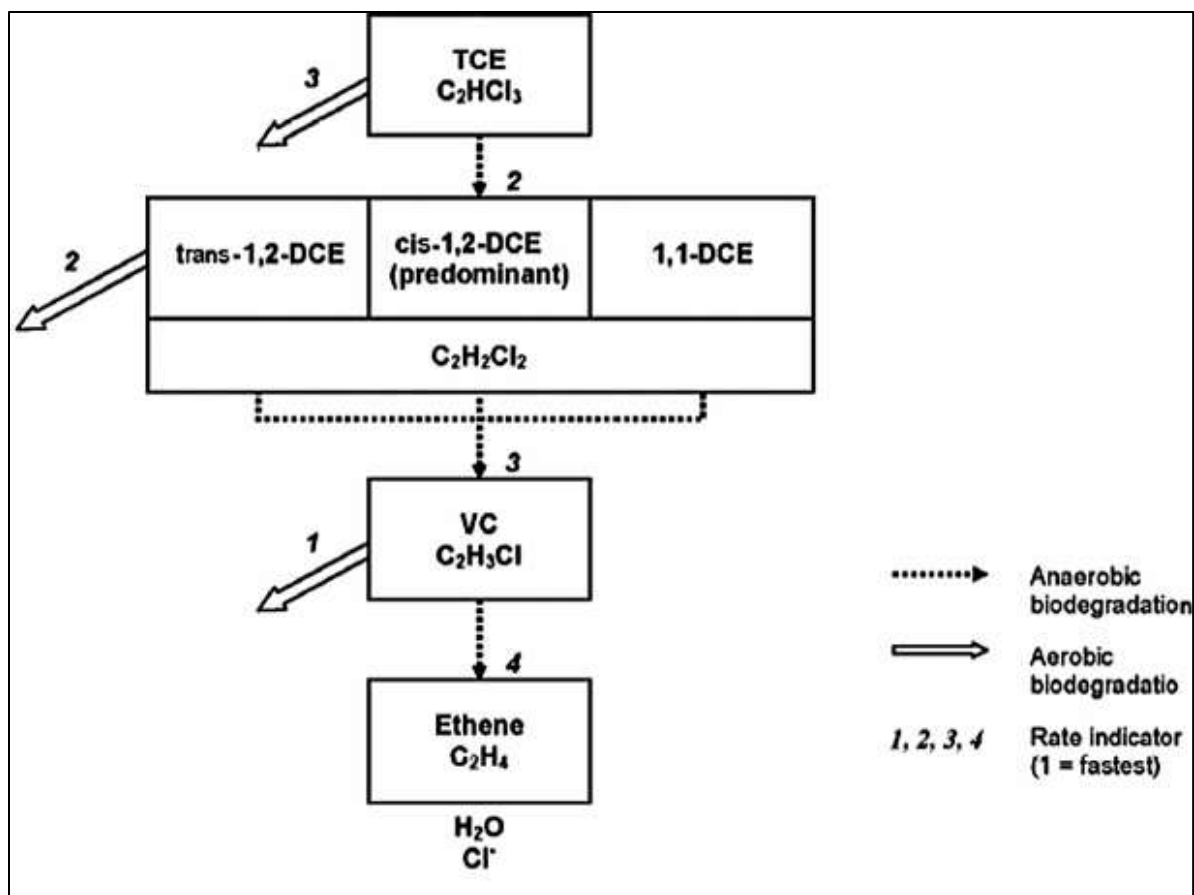 TCE
C₂HCl₃
3
2
trans-1,2-DCE
cis-1,2-DCE
(predominant)
1,1-DCE
2
C₂H₂Cl₂
3
VC
C₂H₃Cl
1
4
Ethene
C₂H₄
H₂O
Cl⁻
Anaerobic
biodegradation
Aerobic
biodegradatio
1, 2, 3, 4
Rate indicator
(1 = fastest)